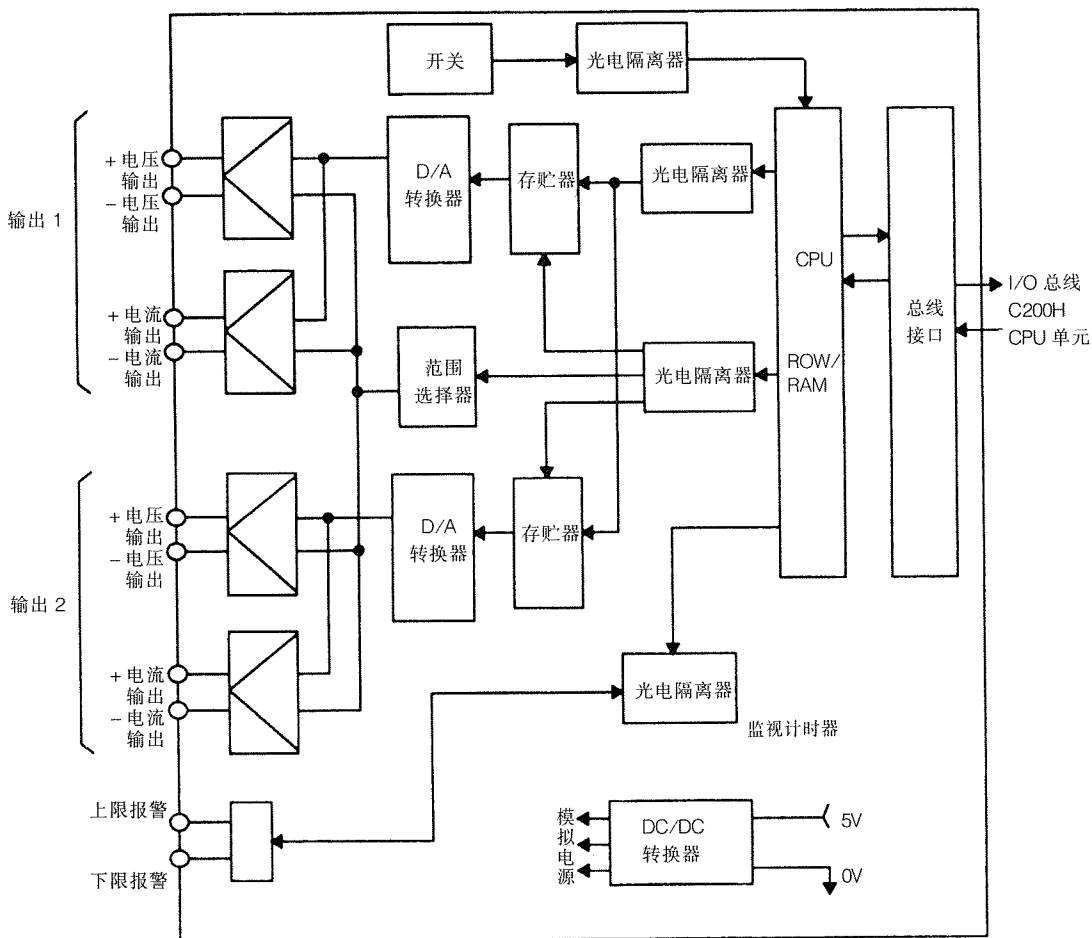 开关
光电隔离器
输出 1
+电压
输出
-电压
输出
D/A
转换器
存贮器
光电隔离器
CPU
ROW/
RAM
总线
接口
I/O 总线
C200H
CPU 单元
+电流
输出
-电流
输出
范围
选择器
光电隔离器
输出 2
+电压
输出
-电压
输出
D/A
转换器
存贮器
+电流
输出
-电流
输出
光电隔离器
监视计时器
上限报警
下限报警
模
拟
电
源
DC/DC
转换器
5V
0V